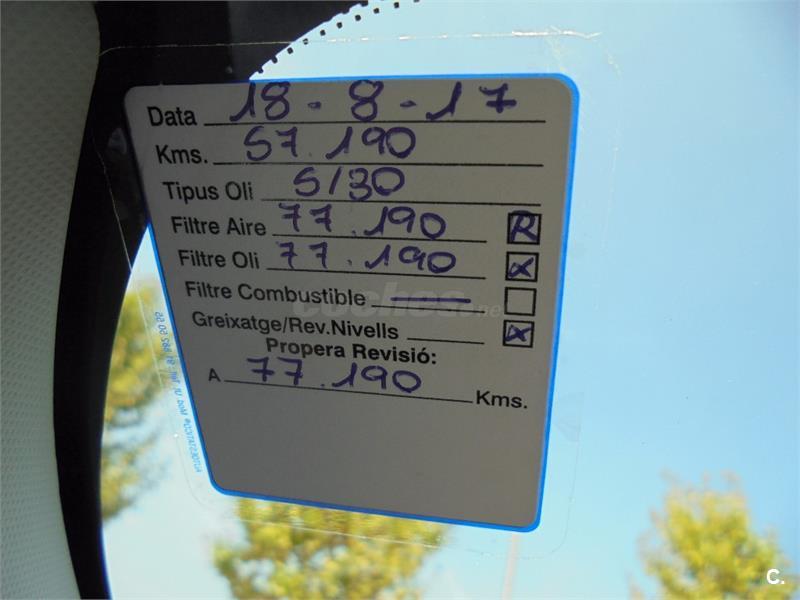 Data 18 - 8 - 17
Kms. 57.190
Tipus Oli 5/30
Filtre Aire 77.190 R
Filtre Oli 77.190 X
Filtre Combustible —
Greixatge/Rev.Nivells X
Propera Revisió:
A 77.190 Kms.
coches.net
C.